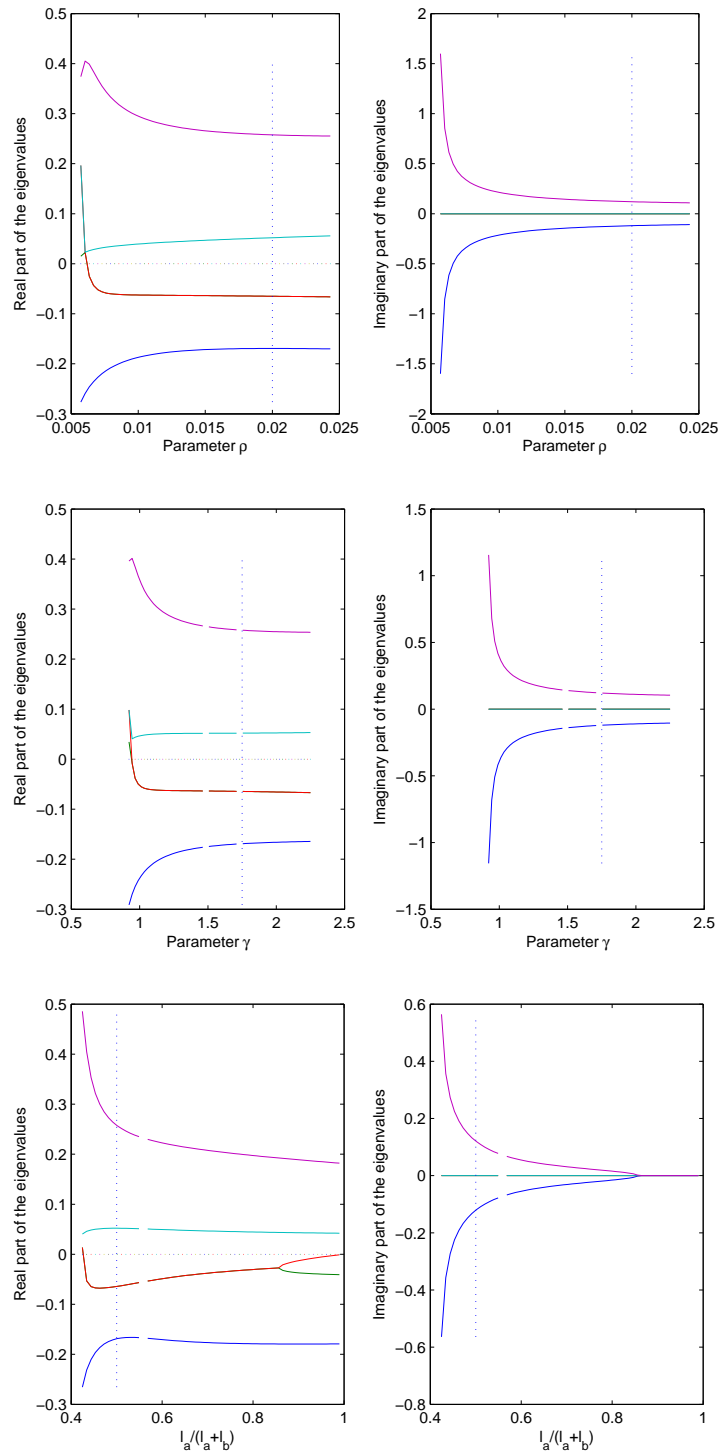 0.5
0.4
0.3
0.2
0.1
0
−0.1
−0.2
−0.3
0.005 0.01 0.015 0.02 0.025
Parameter ρ
Real part of the eigenvalues
2
1.5
1
0.5
0
−0.5
−1
−1.5
−2
0.005 0.01 0.015 0.02 0.025
Parameter ρ
Imaginary part of the eigenvalues
0.5
0.4
0.3
0.2
0.1
0
−0.1
−0.2
−0.3
0.5 1 1.5 2 2.5
Parameter γ
Real part of the eigenvalues
1.5
1
0.5
0
−0.5
−1
−1.5
0.5 1 1.5 2 2.5
Parameter γ
Imaginary part of the eigenvalues
0.5
0.4
0.3
0.2
0.1
0
−0.1
−0.2
−0.3
0.4 0.6 0.8 1
I_a/(I_a+I_b)
Real part of the eigenvalues
0.6
0.4
0.2
0
−0.2
−0.4
−0.6
−0.8
0.4 0.6 0.8 1
I_a/(I_a+I_b)
Imaginary part of the eigenvalues